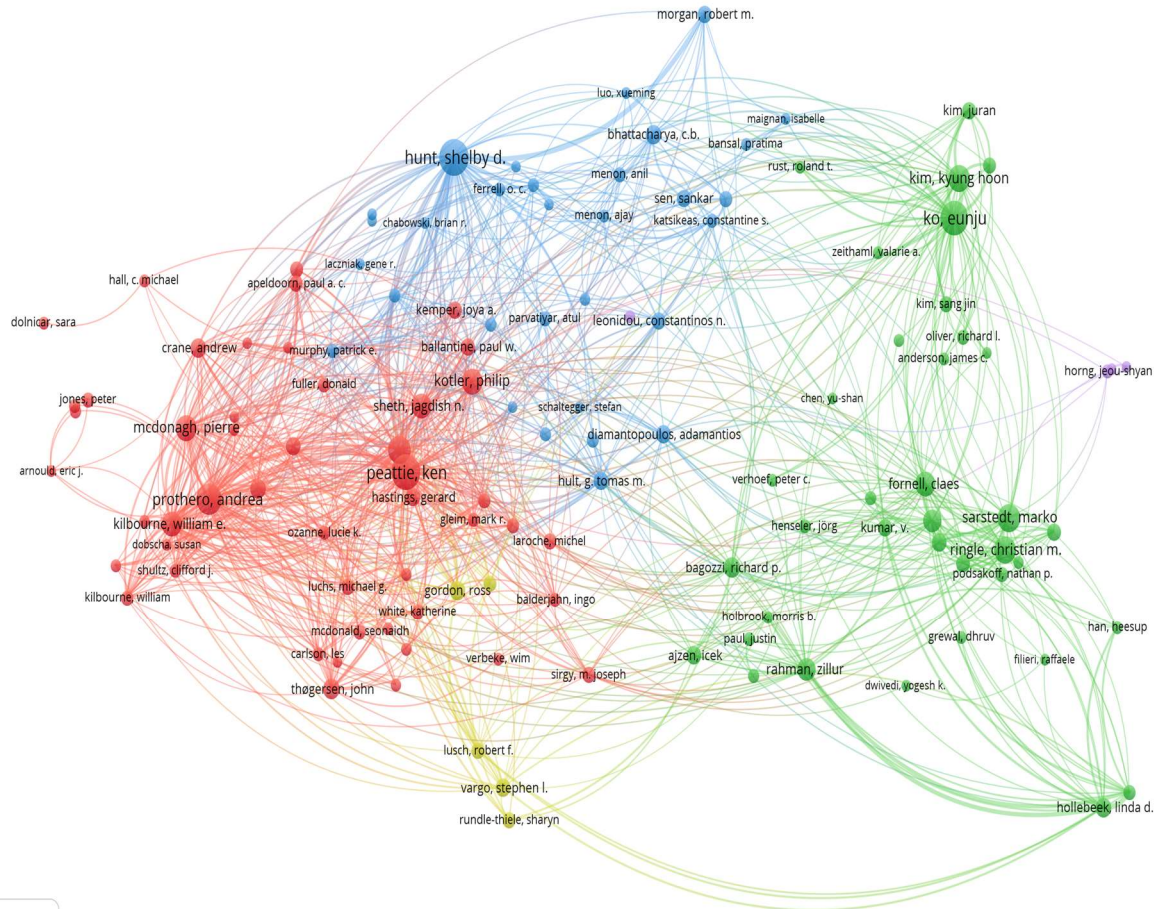 morgan, robert m.
luo, xueming
kim, juran
maignan, isabelle
bhattacharya, c.b.
bansal, pratima
hunt, shelby d.
rust, roland t.
menon, anil
kim, kyung hoon
ferrell, o. c.
sen, sankar
menon, ajay
katsikeas, constantine s.
ko, eunju
chabowski, brian r.
zeithaml, valarie a.
laczniak, gene r.
hall, c. michael
apeldoorn, paul a. c.
kim, sang jin
kemper, joya a.
parvatiyar, atul
leonidou, constantinos n.
dolnicar, sara
oliver, richard l.
crane, andrew
murphy, patrick e.
ballantine, paul w.
anderson, james c.
horng, jeou-shyan
fuller, donald
kotler, philip
jones, peter
chen, yu-shan
sheth, jagdish n.
schaltegger, stefan
mcdonagh, pierre
diamantopoulos, adamantios
arnould, eric j.
peattie, ken
hult, g. tomas m.
verhoef, peter c.
fornell, claes
prothero, andrea
hastings, gerard
sarstedt, marko
kilbourne, william e.
gleim, mark r.
henseler, jörg
kumar, v.
ozanne, lucie k.
laroche, michel
dobscha, susan
ringle, christian m.
shultz, clifford j.
bagozzi, richard p.
podsakoff, nathan p.
luchs, michael g.
gordon, ross
kilbourne, william
balderjahn, ingo
white, katherine
holbrook, morris b.
mcdonald, seonaidh
paul, justin
grewal, dhruv
han, heesup
carlson, les
verbeke, wim
ajzen, icek
filieri, raffaele
rahman, zillur
sirgy, m. joseph
thøgersen, john
dwivedi, yogesh k.
lusch, robert f.
vargo, stephen l.
hollebeek, linda d.
rundle-thiele, sharyn